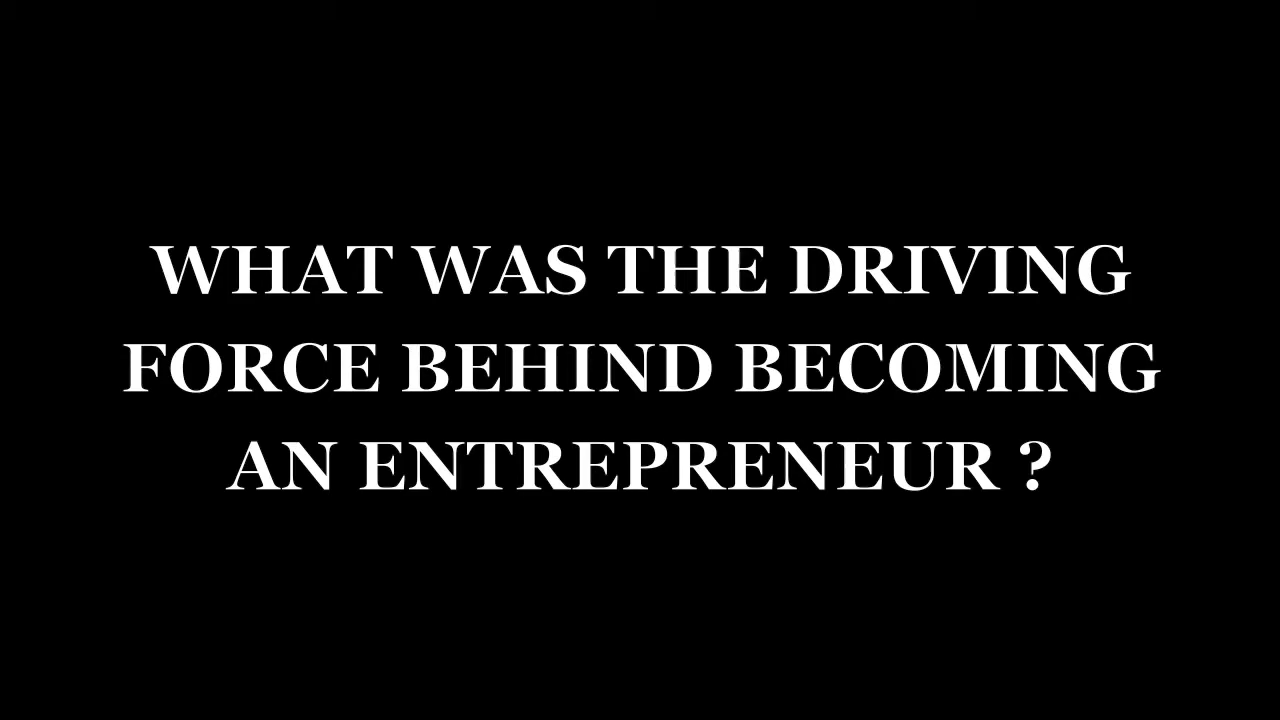 WHAT WAS THE DRIVING
FORCE BEHIND BECOMING
AN ENTREPRENEUR ?